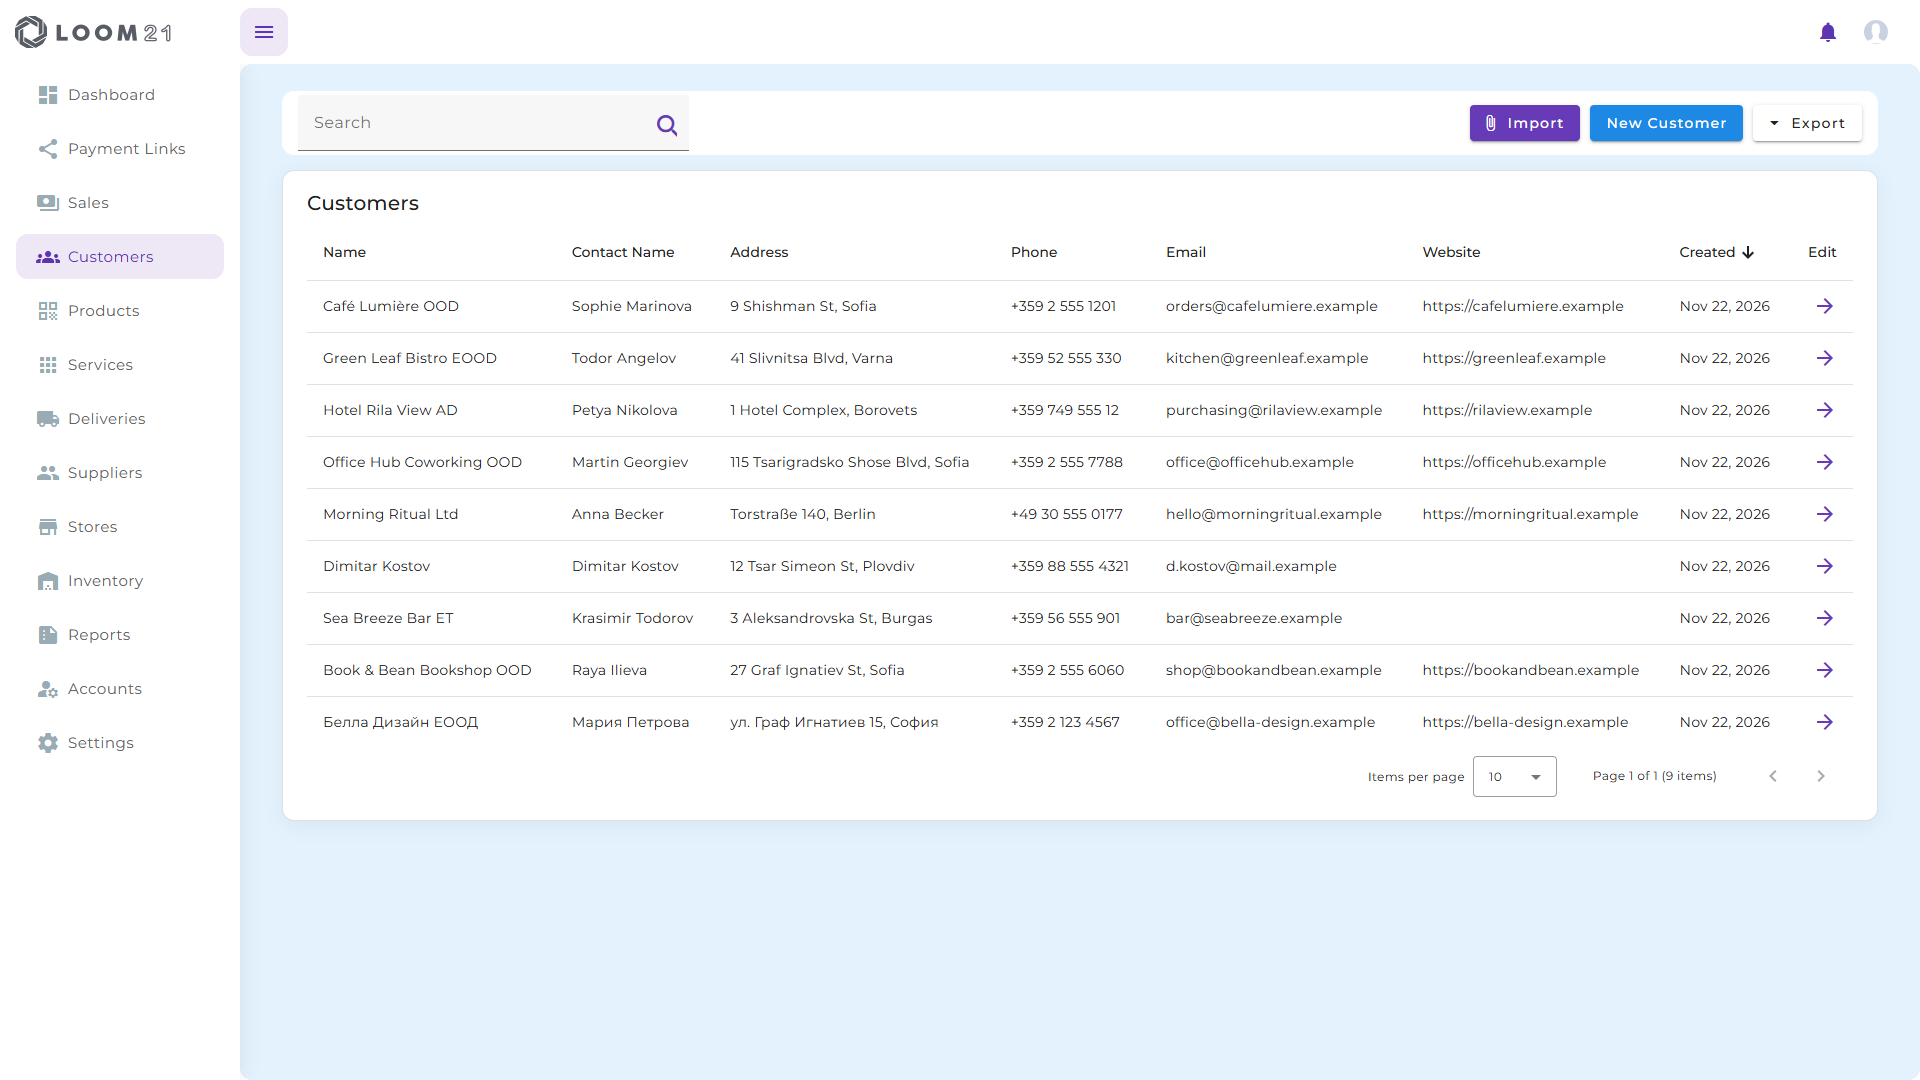 LOOM21
Dashboard
Payment Links
Sales
Customers
Products
Services
Deliveries
Suppliers
Stores
Inventory
Reports
Accounts
Settings
Search
Import
New Customer
Export
Customers
Name Contact Name Address Phone Email Website Created Edit
Café Lumière OOD Sophie Marinova 9 Shishman St, Sofia +359 2 555 1201 orders@cafelumiere.example https://cafelumiere.example Nov 22, 2026
Green Leaf Bistro EOOD Todor Angelov 41 Slivnitsa Blvd, Varna +359 52 555 330 kitchen@greenleaf.example https://greenleaf.example Nov 22, 2026
Hotel Rila View AD Petya Nikolova 1 Hotel Complex, Borovets +359 749 555 12 purchasing@rilaview.example https://rilaview.example Nov 22, 2026
Office Hub Coworking OOD Martin Georgiev 115 Tsarigradsko Shose Blvd, Sofia +359 2 555 7788 office@officehub.example https://officehub.example Nov 22, 2026
Morning Ritual Ltd Anna Becker Torstraße 140, Berlin +49 30 555 0177 hello@morningritual.example https://morningritual.example Nov 22, 2026
Dimitar Kostov Dimitar Kostov 12 Tsar Simeon St, Plovdiv +359 88 555 4321 d.kostov@mail.example Nov 22, 2026
Sea Breeze Bar ET Krasimir Todorov 3 Aleksandrovska St, Burgas +359 56 555 901 bar@seabreeze.example Nov 22, 2026
Book & Bean Bookshop OOD Raya Ilieva 27 Graf Ignatiev St, Sofia +359 2 555 6060 shop@bookandbean.example https://bookandbean.example Nov 22, 2026
Белла Дизайн ЕООД Мария Петрова ул. Граф Игнатиев 15, София +359 2 123 4567 office@bella-design.example https://bella-design.example Nov 22, 2026
Items per page 10 Page 1 of 1 (9 items)